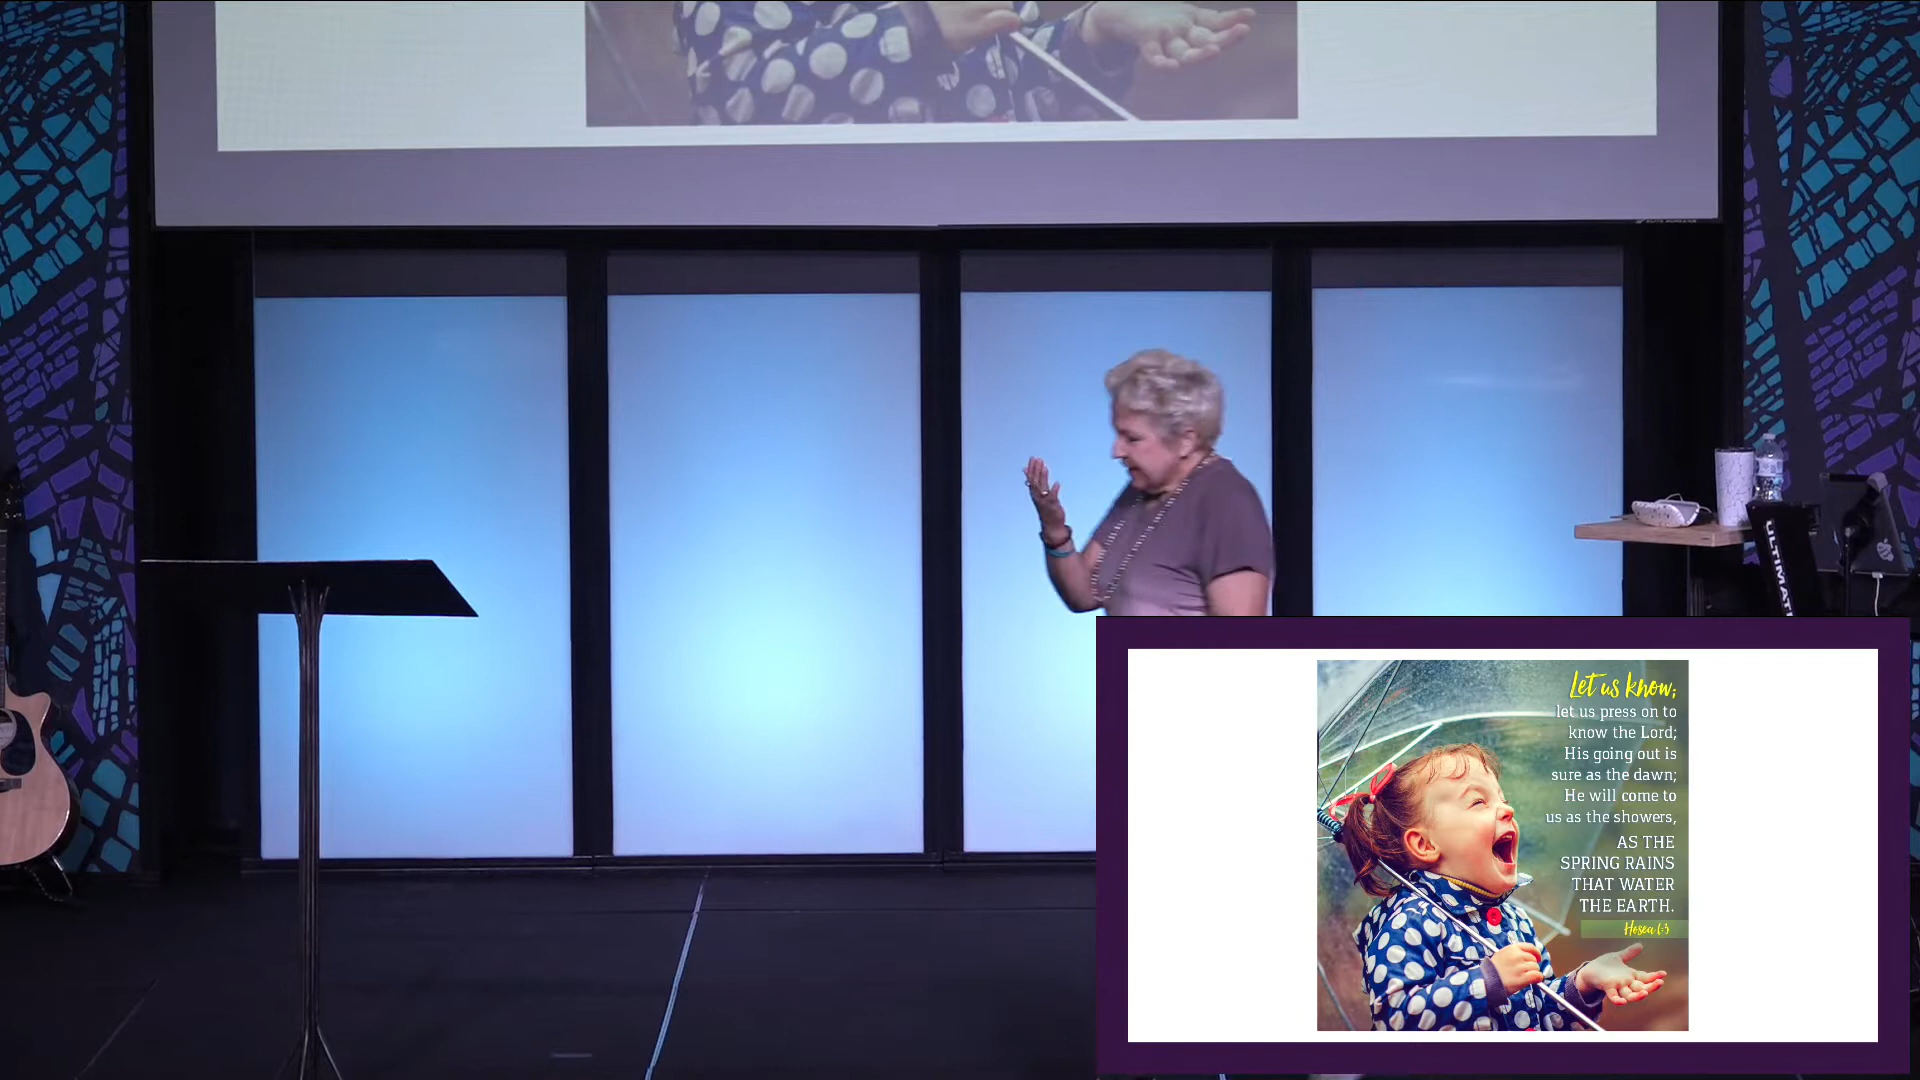 ULTIMAT
Let us know;
let us press on to
know the Lord;
His going out is
sure as the dawn;
He will come to
us as the showers,
AS THE
SPRING RAINS
THAT WATER
THE EARTH.
Hosea 6:3